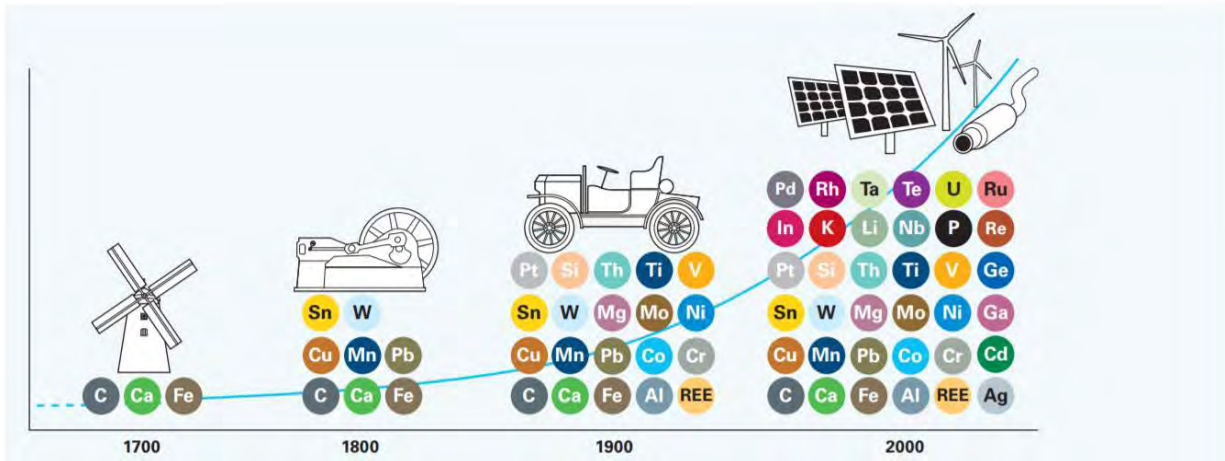 Pd Rh Ta Te U Ru
In K Li Nb P Re
Pt Si Th Ti V Pt Si Th Ti V Ge
Sn W Sn W Mg Mo Ni Sn W Mg Mo Ni Ga
Cu Mn Pb Cu Mn Pb Co Cr Cu Mn Pb Co Cr Cd
C Ca Fe C Ca Fe C Ca Fe Al REE C Ca Fe Al REE Ag
1700 1800 1900 2000